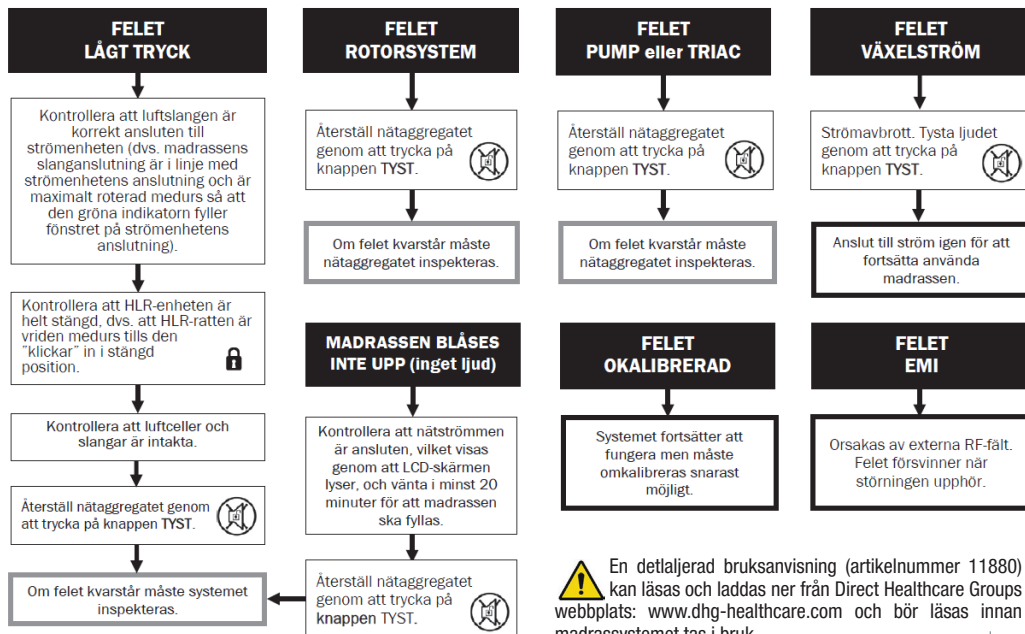 FELET
LÅGT TRYCK
Kontrollera att luftslangen är
korrekt ansluten till
strömenheten (dvs. madrassens
slanganslutning är i linje med
strömenhetens anslutning och är
maximalt roterad medurs så att
den gröna indikatorn fyller
fönstret på strömenhetens
anslutning).
Kontrollera att HLR-enheten är
helt stängd, dvs. att HLR-ratten är
vriden medurs tills den
"klickar" in i stängd
position.
Kontrollera att luftceller och
slangar är intakta.
Återställ nätaggregatet genom
att trycka på knappen TYST.
Om felet kvarstår måste systemet
inspekteras.
FELET
ROTORSYSTEM
Återställ nätaggregatet
genom att trycka på
knappen TYST.
Om felet kvarstår måste
nätaggregatet inspekteras.
MADRASSEN BLÅSES
INTE UPP (inget ljud)
Kontrollera att nätströmmen
är ansluten, vilket visas
genom att LCD-skärmen
lyser, och vänta i minst 20
minuter för att madrassen
ska fyllas.
Återställ nätaggregatet
genom att trycka på
knappen TYST.
FELET
PUMP eller TRIAC
Återställ nätaggregatet
genom att trycka på
knappen TYST.
Om felet kvarstår måste
nätaggregatet inspekteras.
FELET
OKALIBRERAD
Systemet fortsätter att
fungera men måste
omkalibreras snarast
möjligt.
FELET
VÄXELSTRÖM
Strömavbrott. Tysta ljudet
genom att trycka på
knappen TYST.
Anslut till ström igen för att
fortsätta använda
madrassen.
FELET
EMI
Orsakas av externa RF-fält.
Felet försvinner när
störningen upphör.
En detlaljerad bruksanvisning (artikelnummer 11880)
kan läsas och laddas ner från Direct Healthcare Groups
webbplats: www.dhg-healthcare.com och bör läsas innan
madrassystemet tas i bruk